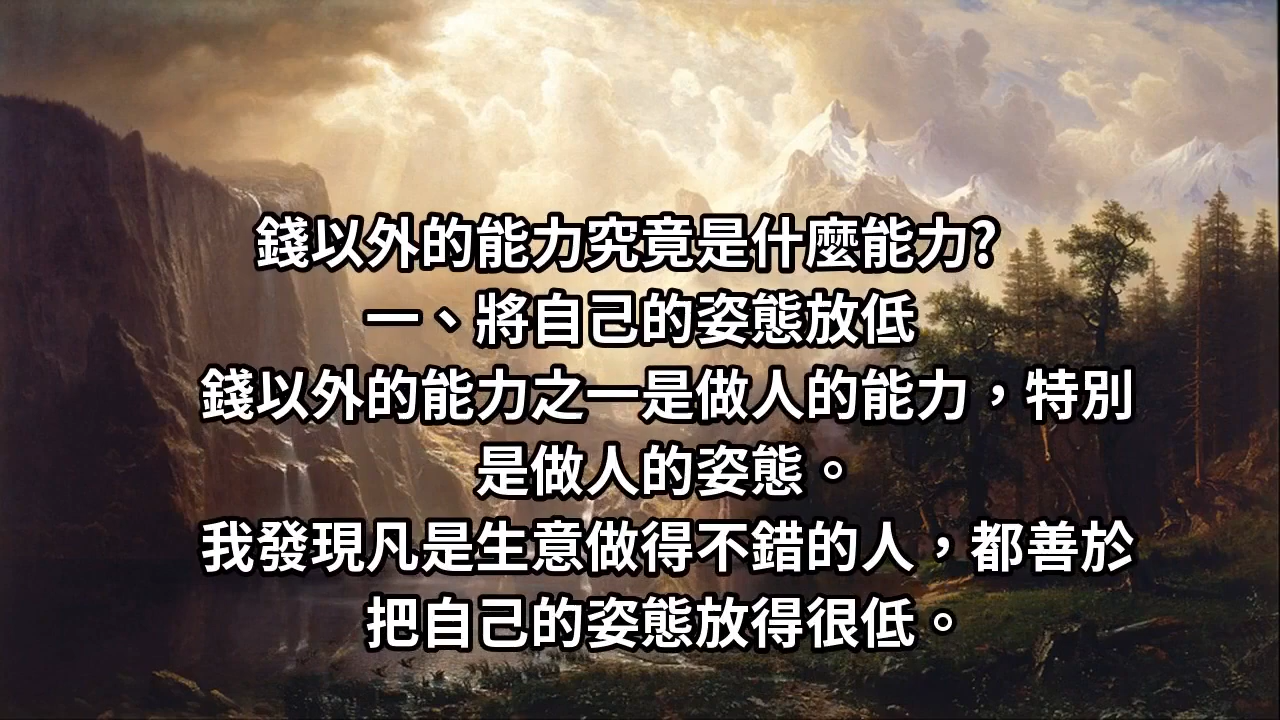 錢以外的能力究竟是什麼能力?
一、將自己的姿態放低
錢以外的能力之一是做人的能力，特別
是做人的姿態。
我發現凡是生意做得不錯的人，都善於
把自己的姿態放得很低。